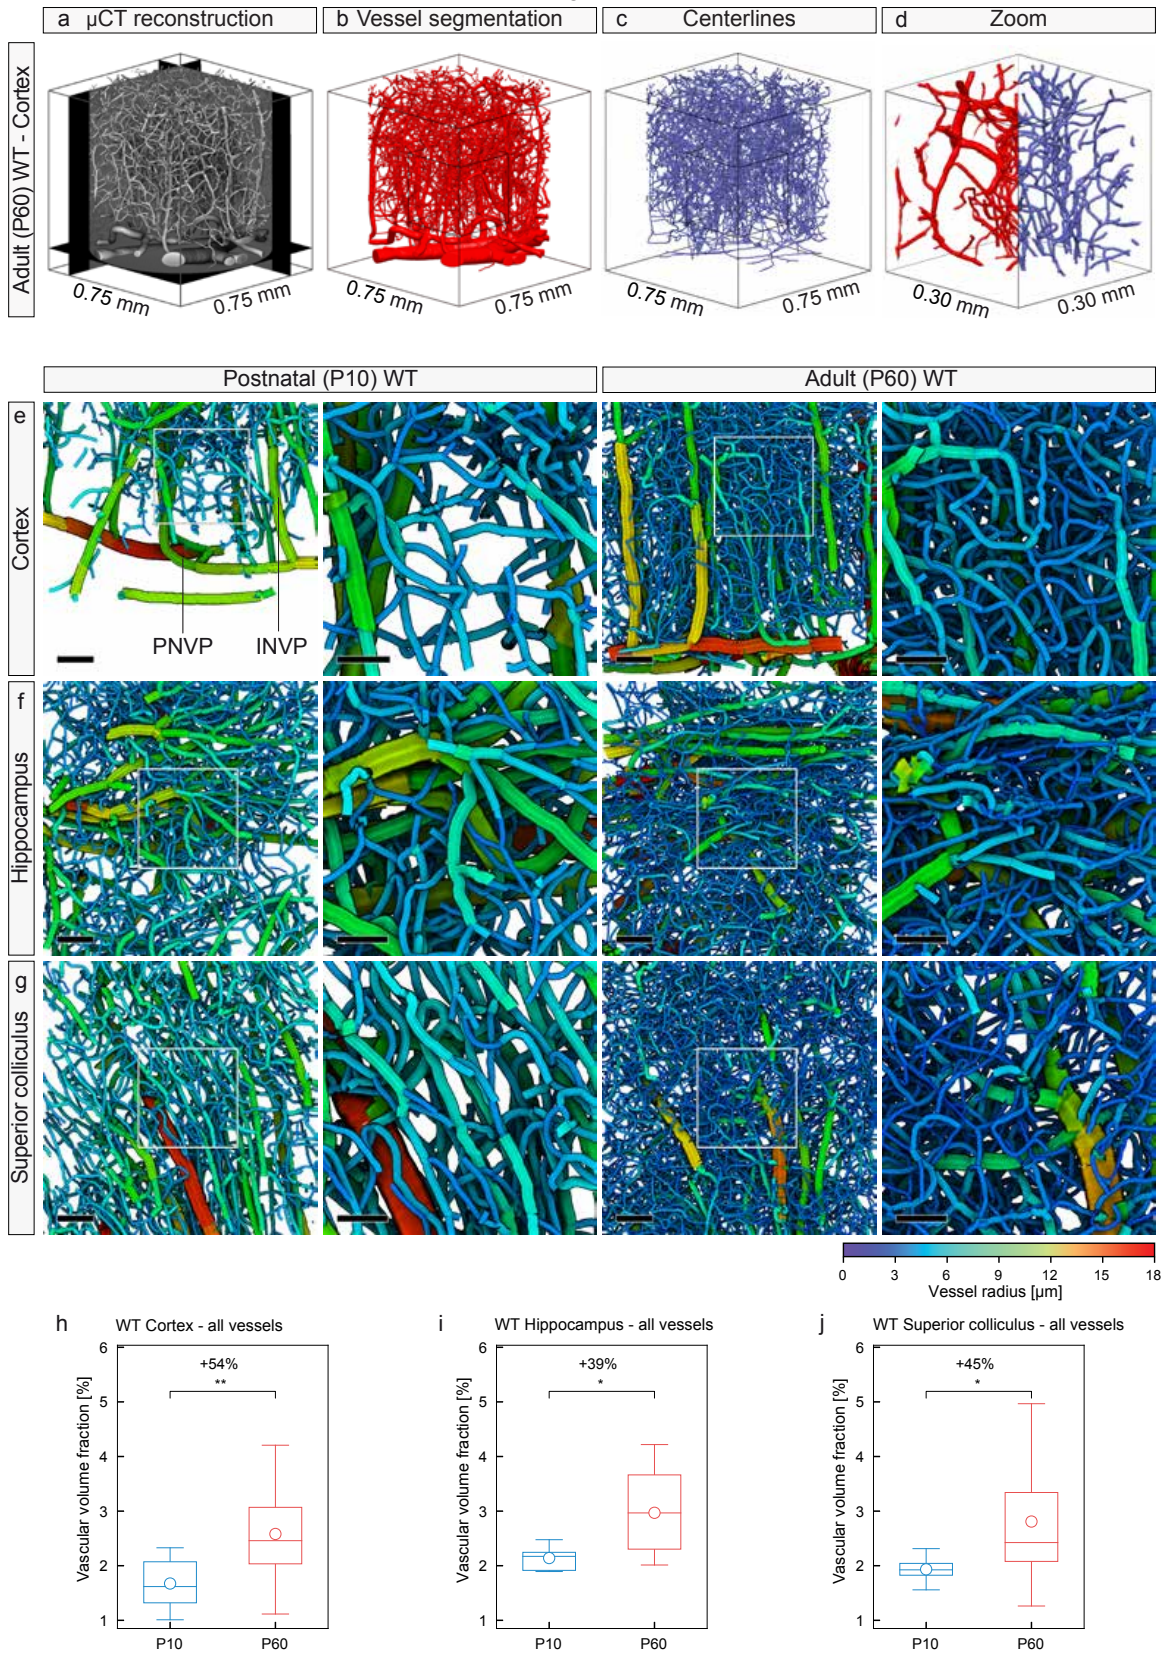 a µCT reconstruction
b Vessel segmentation
c Centerlines
d Zoom
Adult (P60) WT - Cortex
0.75 mm
0.75 mm
0.75 mm
0.75 mm
0.75 mm
0.75 mm
0.30 mm
0.30 mm
Postnatal (P10) WT
Adult (P60) WT
e
Cortex
PNVP
INVP
f
Hippocampus
g
Superior colliculus
0 3 6 9 12 15 18
Vessel radius [µm]
h
WT Cortex - all vessels
Vascular volume fraction [%]
6
5
4
3
2
1
+54%
**
P10
P60
i
WT Hippocampus - all vessels
Vascular volume fraction [%]
6
5
4
3
2
1
+39%
*
P10
P60
j
WT Superior colliculus - all vessels
Vascular volume fraction [%]
6
5
4
3
2
1
+45%
*
P10
P60